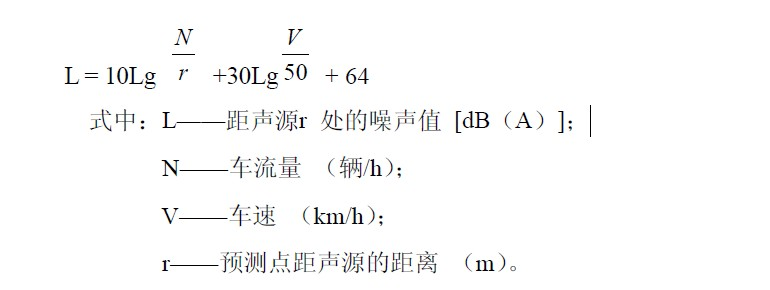 L = 10Lg N/r +30Lg V/50 + 64
式中：L——距声源r 处的噪声值 [dB（A）]；
N——车流量 （辆/h）；
V——车速 （km/h）；
r——预测点距声源的距离 （m）。